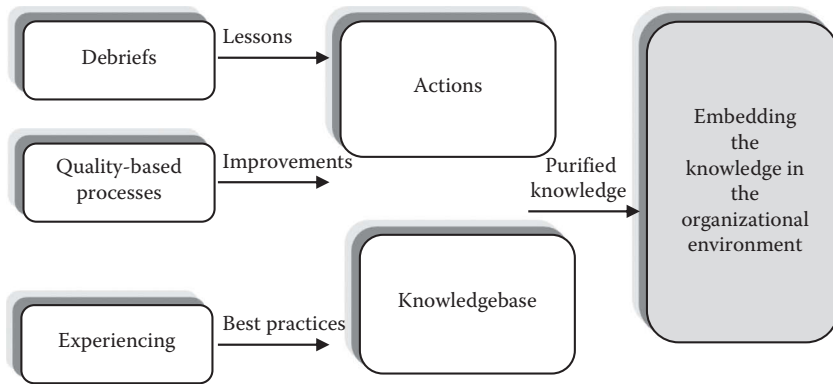 Debriefs
Lessons
Actions
Quality-based
processes
Improvements
Purified
knowledge
Embedding
the
knowledge in
the
organizational
environment
Knowledgebase
Experiencing
Best practices